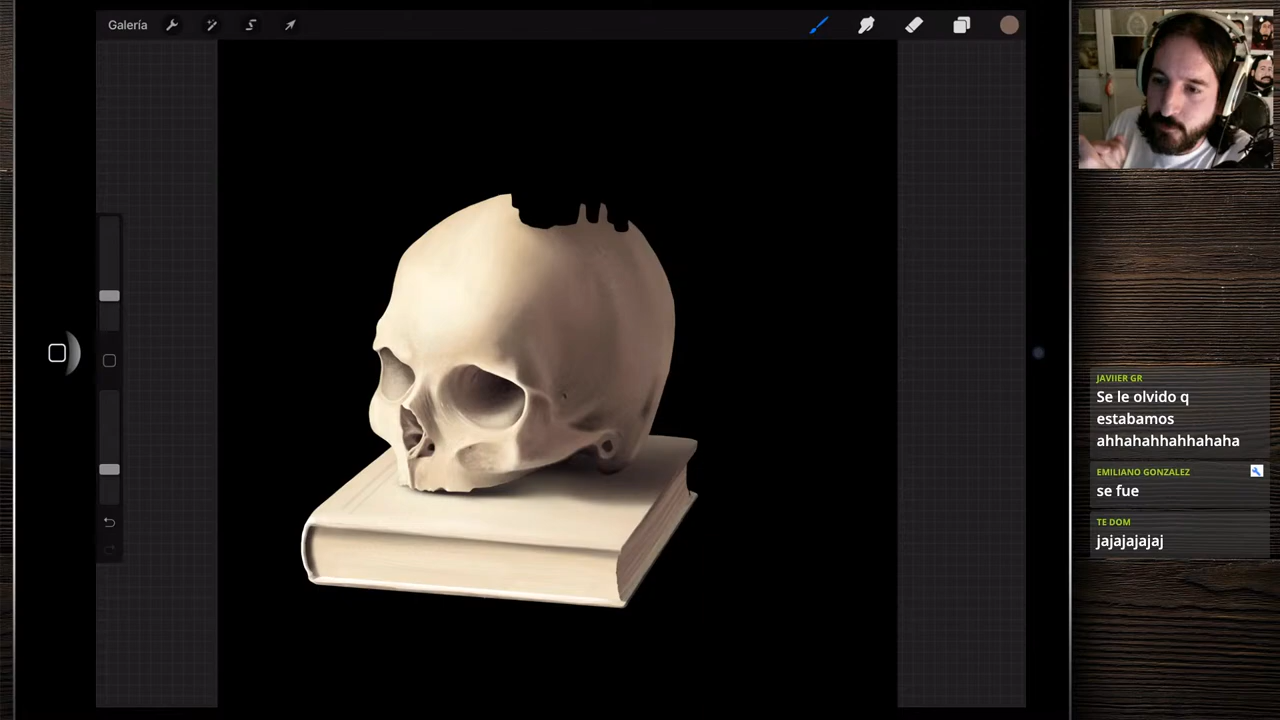 Galería
JAVIIER GR
Se le olvido q
estabamos
ahhahahhahhahaha
EMILIANO GONZALEZ
se fue
TE DOM
jajajajajaj